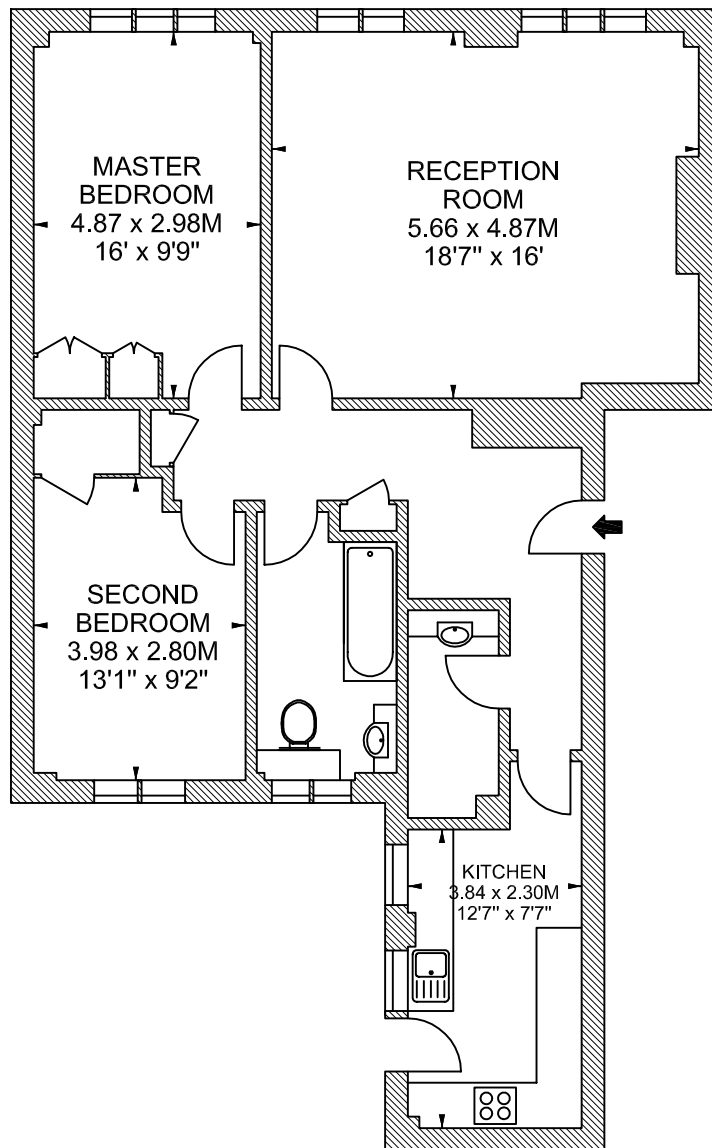 MASTER
BEDROOM
4.87 x 2.98M
16' x 9'9"
RECEPTION
ROOM
5.66 x 4.87M
18'7" x 16'
SECOND
BEDROOM
3.98 x 2.80M
13'1" x 9'2"
KITCHEN
3.84 x 2.30M
12'7" x 7'7"